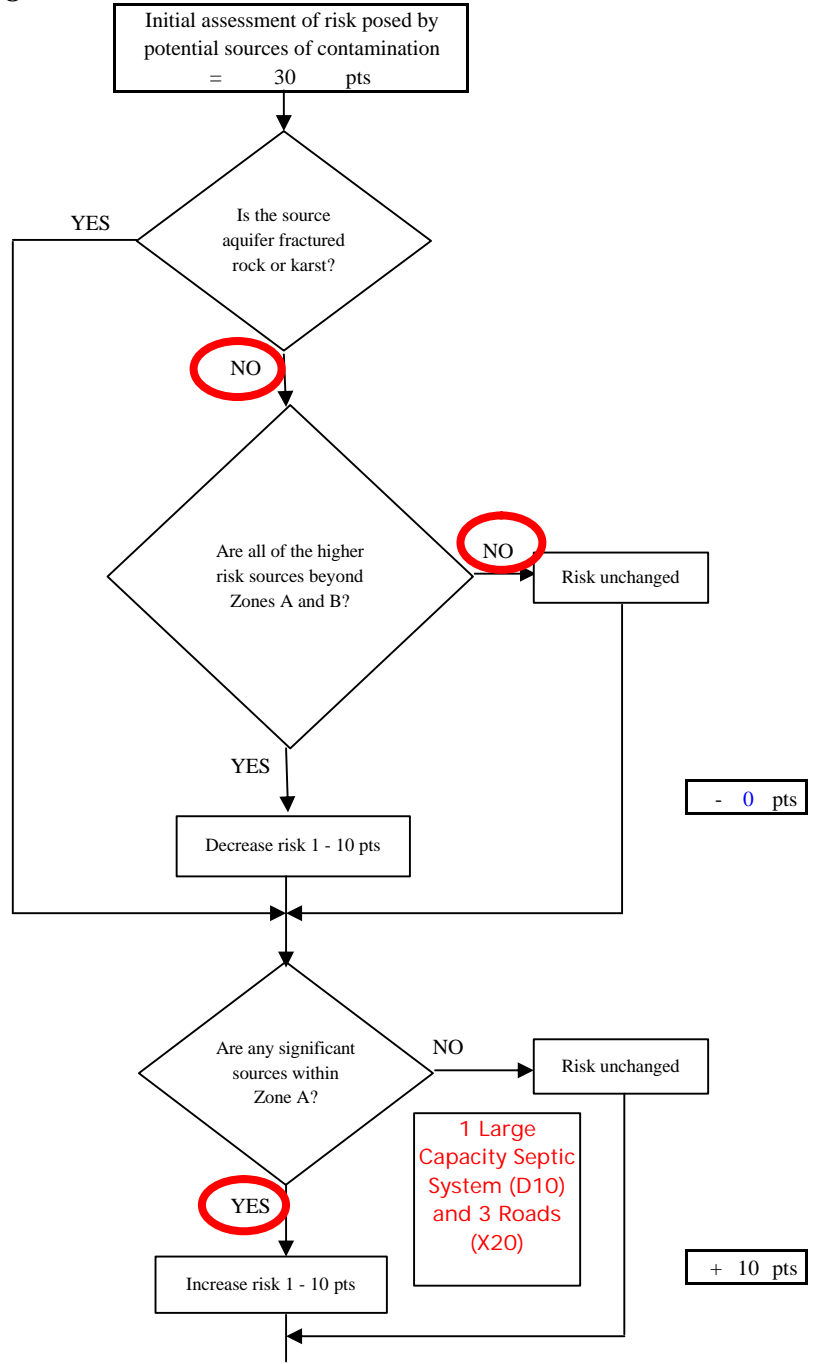 Initial assessment of risk posed by
potential sources of contamination
= 30 pts
YES
Is the source
aquifer fractured
rock or karst?
NO
Are all of the higher
risk sources beyond
Zones A and B?
NO
Risk unchanged
YES
- 0 pts
Decrease risk 1 - 10 pts
Are any significant
sources within
Zone A?
NO
Risk unchanged
1 Large
Capacity Septic
System (D10)
and 3 Roads
(X20)
YES
+ 10 pts
Increase risk 1 - 10 pts